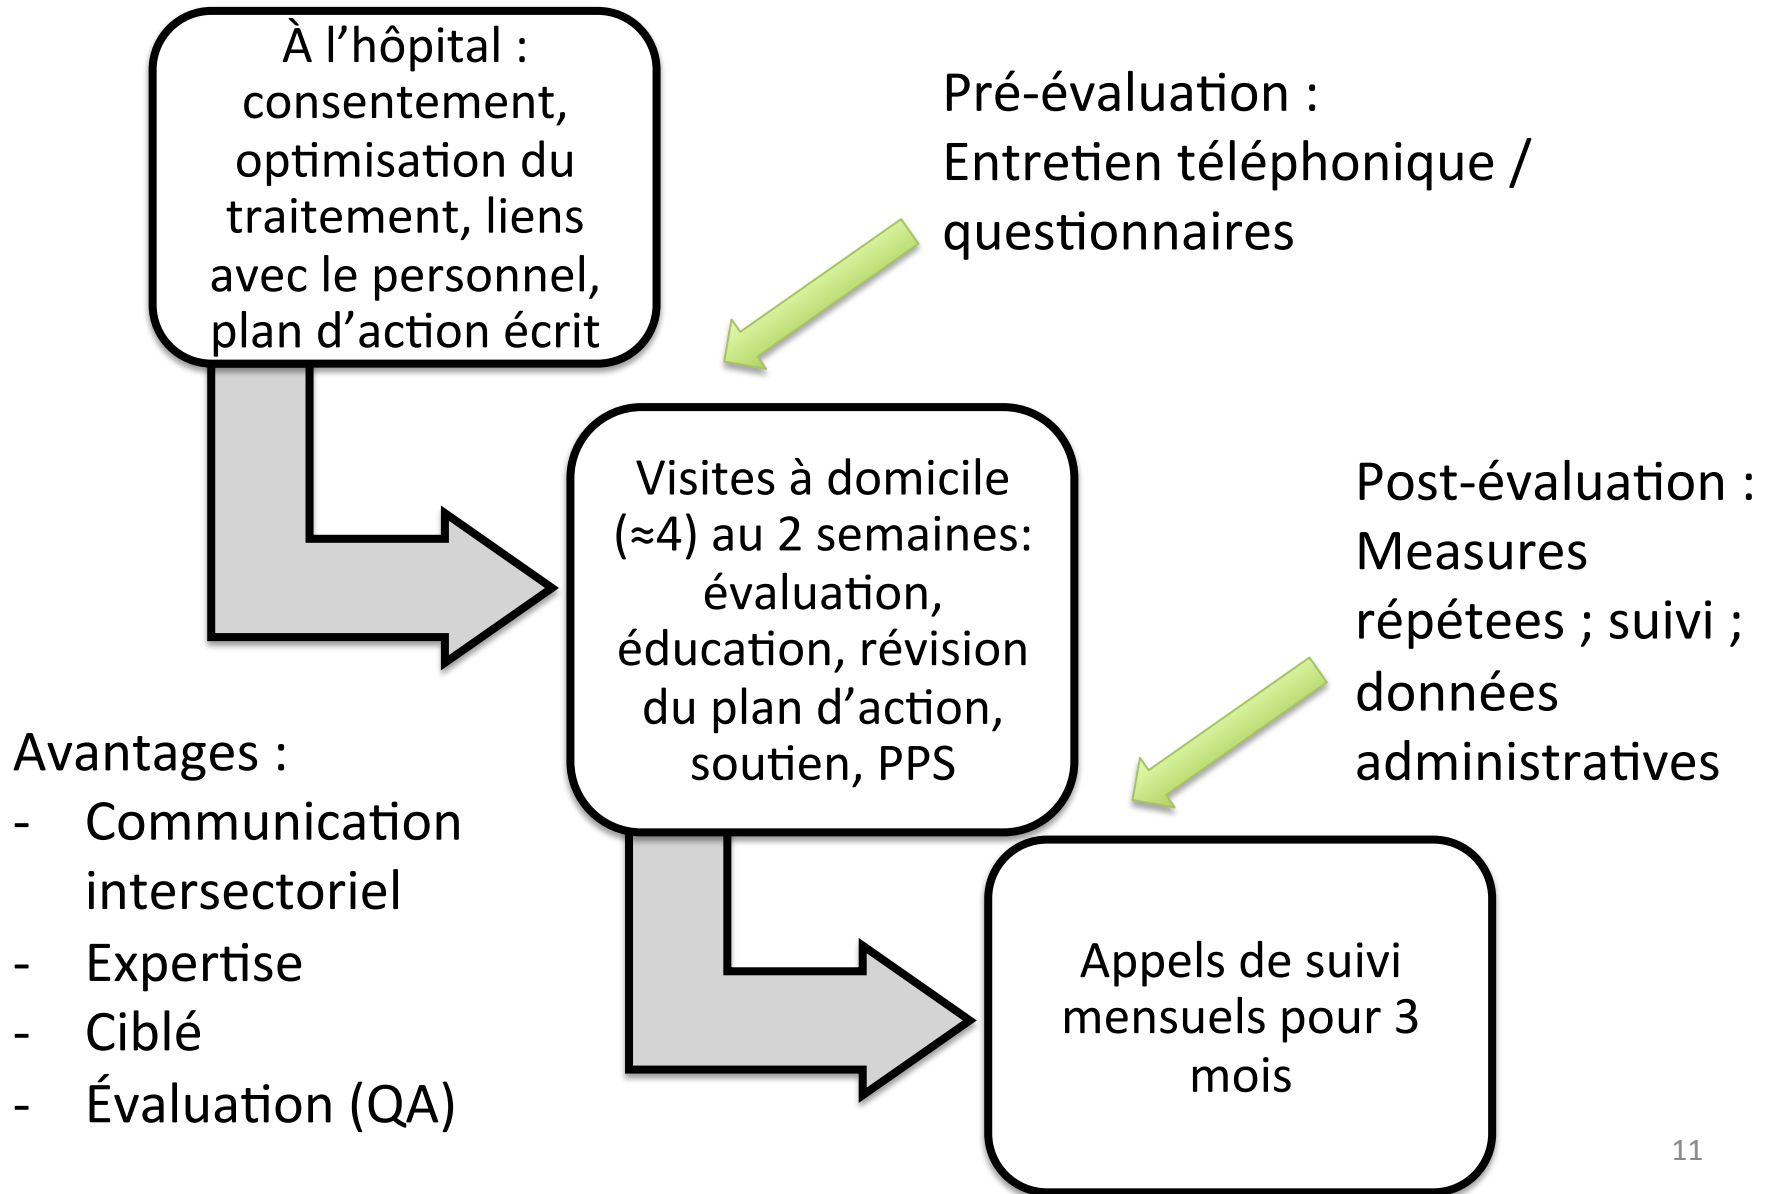 À l’hôpital :
consentement,
optimisation du
traitement, liens
avec le personnel,
plan d’action écrit
Pré-évaluation :
Entretien téléphonique /
questionnaires
Visites à domicile
(≈4) au 2 semaines:
évaluation,
éducation, révision
du plan d’action,
soutien, PPS
Post-évaluation :
Measures
répétees ; suivi ;
données
administratives
Avantages :
- Communication
intersectoriel
- Expertise
- Ciblé
- Évaluation (QA)
Appels de suivi
mensuels pour 3
mois
11